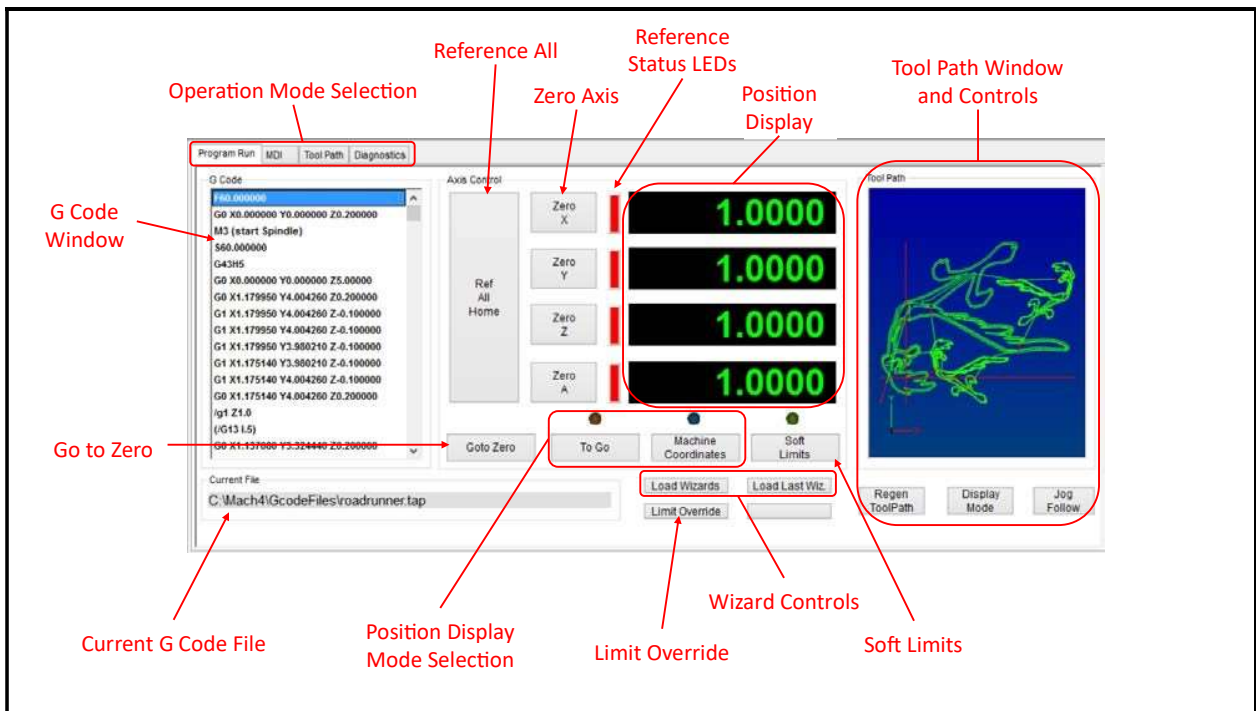 Reference All
Reference
Status LEDs
Operation Mode Selection
Zero Axis
Position
Display
Tool Path Window
and Controls
Program Run MDI Tool Path Diagnostics
G Code
Window
G Code
F60.000000
G0 X0.000000 Y0.000000 Z0.200000
M3 (start Spindle)
S60.000000
G43H5
G0 X0.000000 Y0.000000 Z5.00000
G0 X1.179950 Y4.004260 Z0.200000
G1 X1.179950 Y4.004260 Z-0.100000
G1 X1.179950 Y3.980210 Z-0.100000
G1 X1.175140 Y3.980210 Z-0.100000
G1 X1.175140 Y4.004260 Z-0.100000
G0 X1.175140 Y4.004260 Z0.200000
/g1 Z1.0
(/G13 I.5)
G0 X1.137080 Y3.324440 Z0.200000
Axis Control
Ref
All
Home
Zero
X
1.0000
Zero
Y
1.0000
Zero
Z
1.0000
Zero
A
1.0000
Goto Zero
To Go
Machine
Coordinates
Soft
Limits
Load Wizards
Load Last Wiz.
Limit Override
Tool Path
Regen
ToolPath
Display
Mode
Jog
Follow
Go to Zero
Current File
C:\Mach4\GcodeFiles\roadrunner.tap
Current G Code File
Position Display
Mode Selection
Limit Override
Wizard Controls
Soft Limits